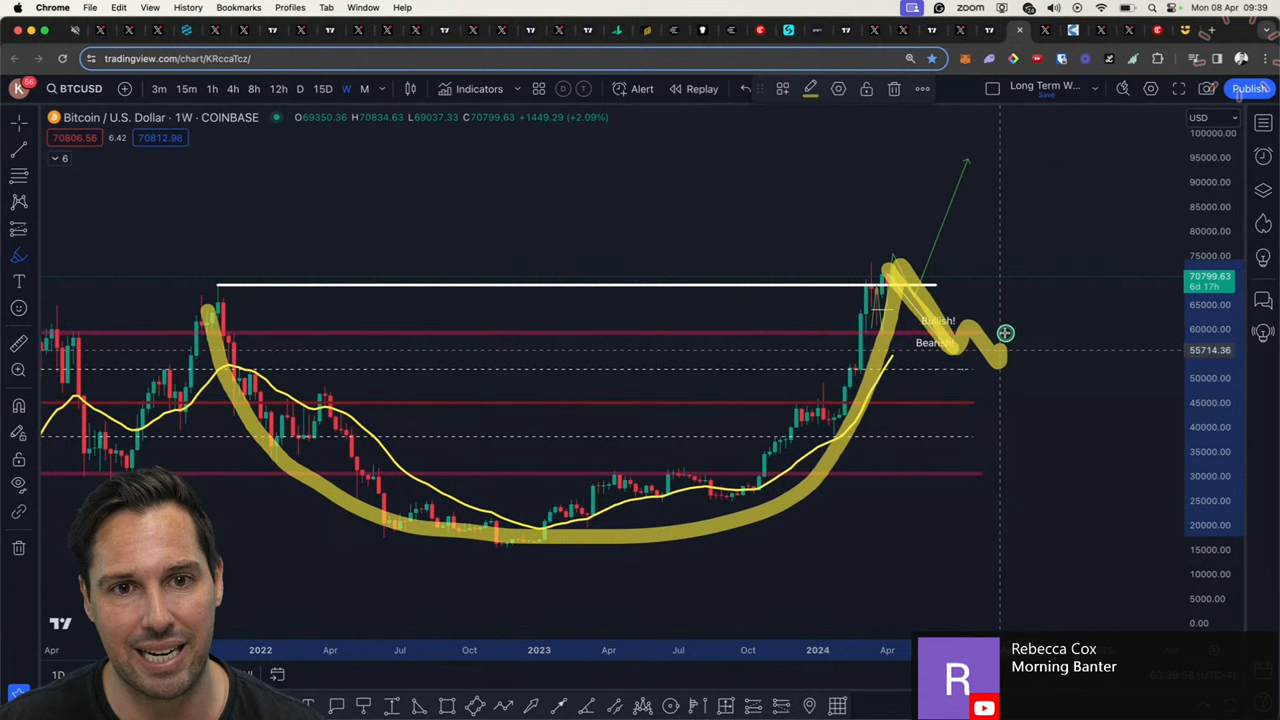 Chrome File Edit View History Bookmarks Profiles Tab Window Help
zoom Mon 08 Apr 09:39
tradingview.com/chart/KRccaTcz/
K 56 BTCUSD 3m 15m 1h 4h 8h 12h D 15D W M Indicators Alert Replay Long Term W... Save Publish
Bitcoin / U.S. Dollar · 1W · COINBASE O69350.36 H70834.63 L69037.33 C70799.63 +1449.29 (+2.09%) USD
70806.56 6.42 70812.98
6
100000.00
95000.00
90000.00
85000.00
80000.00
75000.00
70799.63
6d 17h
65000.00
Bullish!
60000.00
Bearish!
55714.36
50000.00
45000.00
40000.00
35000.00
30000.00
25000.00
20000.00
15000.00
10000.00
5000.00
0.00
Apr 2022 Apr Jul Oct 2023 Apr Jul Oct 2024 Apr
1D
R
Rebecca Cox
Morning Banter